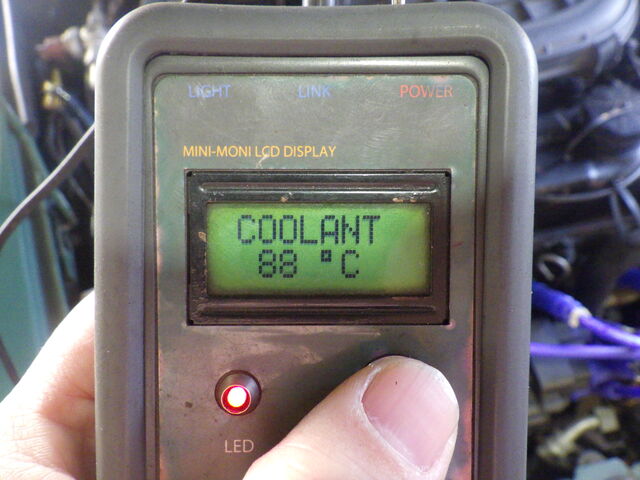 LIGHT LINK POWER
MINI-MONI LCD DISPLAY
COOLANT
88 °C
LED